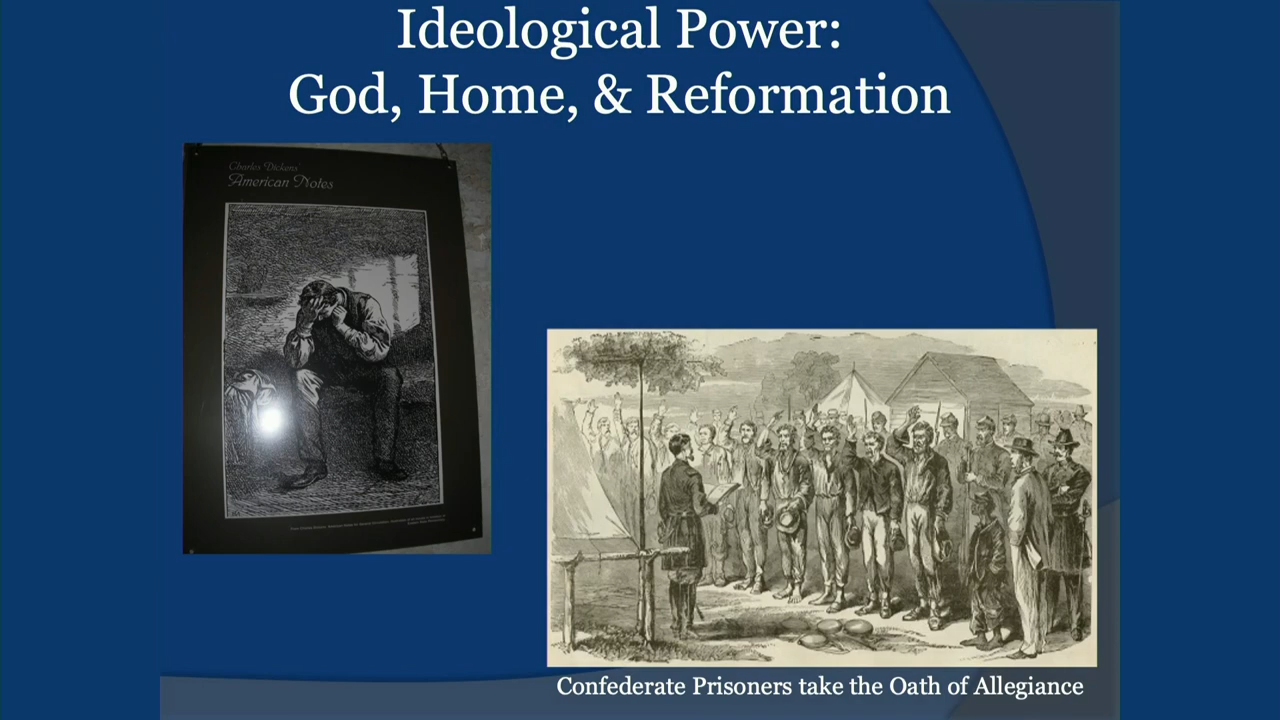 Ideological Power:
God, Home, & Reformation
Charles Dickens'
American Notes
Confederate Prisoners take the Oath of Allegiance